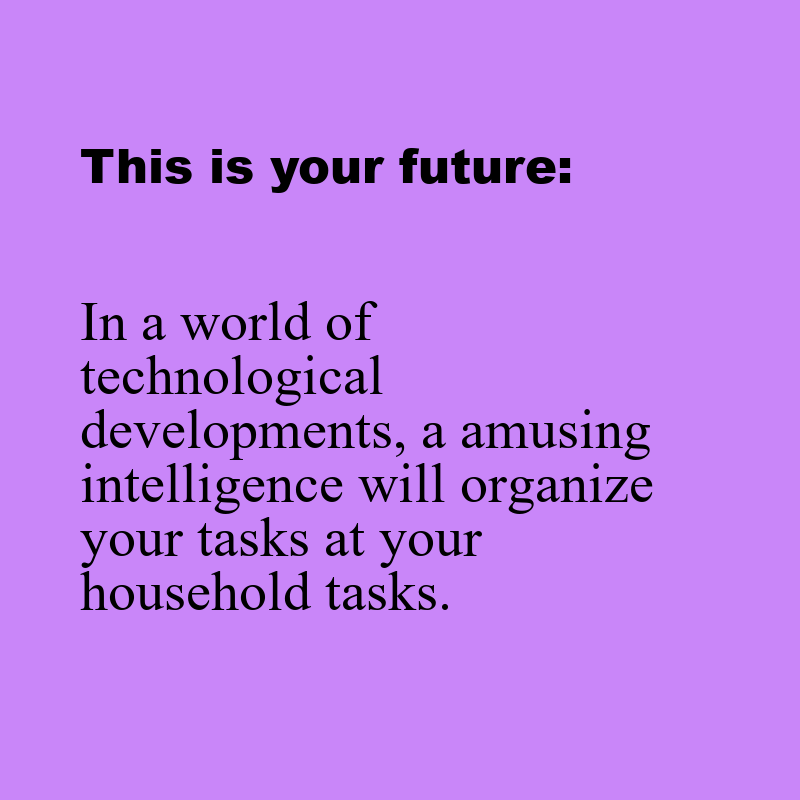 This is your future:
In a world of
technological
developments, a amusing
intelligence will organize
your tasks at your
household tasks.